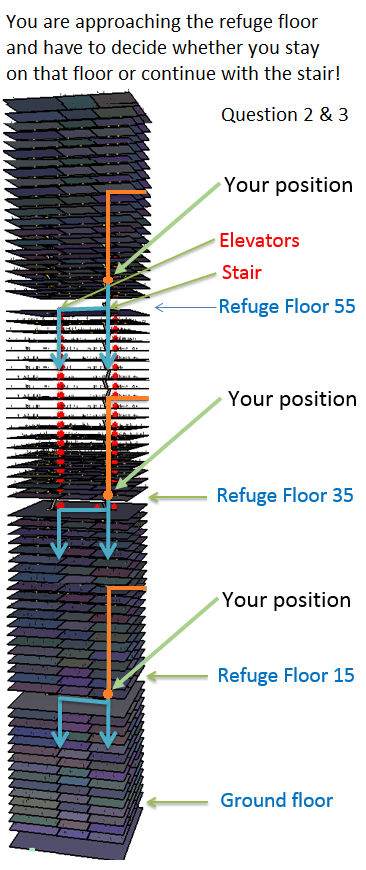 You are approaching the refuge floor
and have to decide whether you stay
on that floor or continue with the stair!
Question 2 & 3
Your position
Elevators
Stair
Refuge Floor 55
Your position
Refuge Floor 35
Your position
Refuge Floor 15
Ground floor